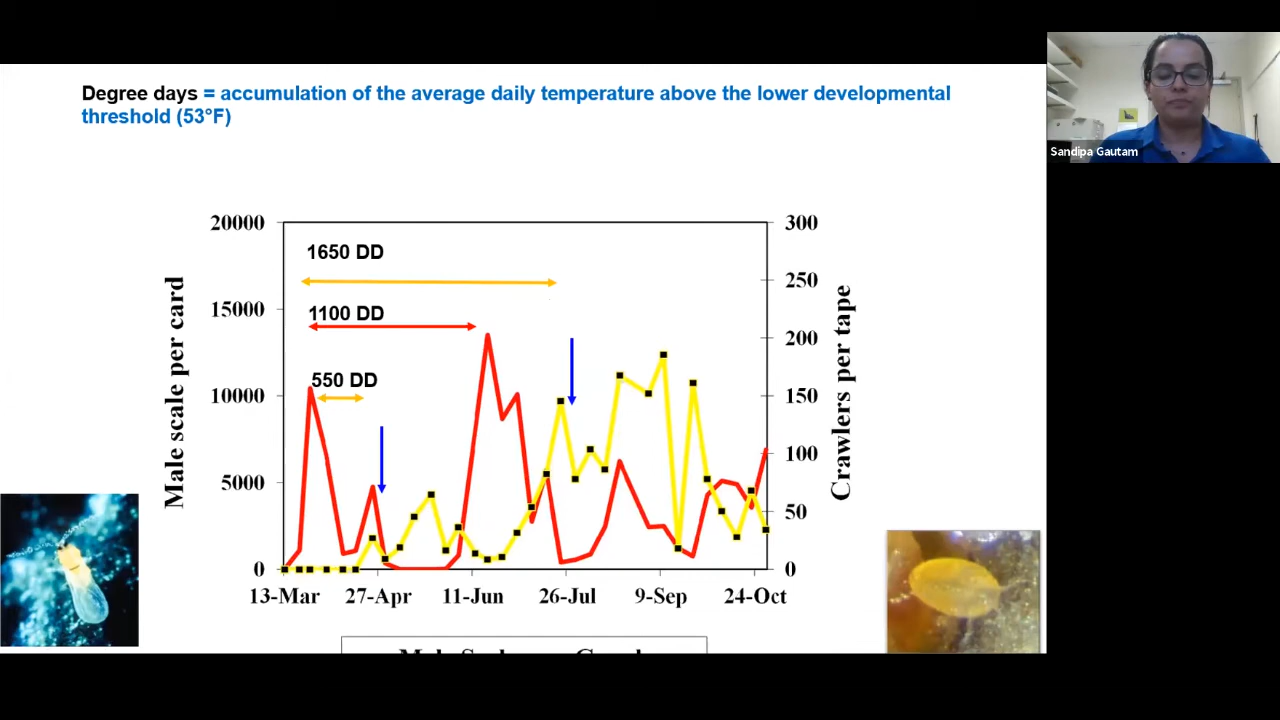 Degree days = accumulation of the average daily temperature above the lower developmental
threshold (53°F)
Sandipa Gautam
20000
15000
10000
5000
0
Male scale per card
1650 DD
1100 DD
550 DD
300
250
200
150
100
50
0
Crawlers per tape
13-Mar 27-Apr 11-Jun 26-Jul 9-Sep 24-Oct